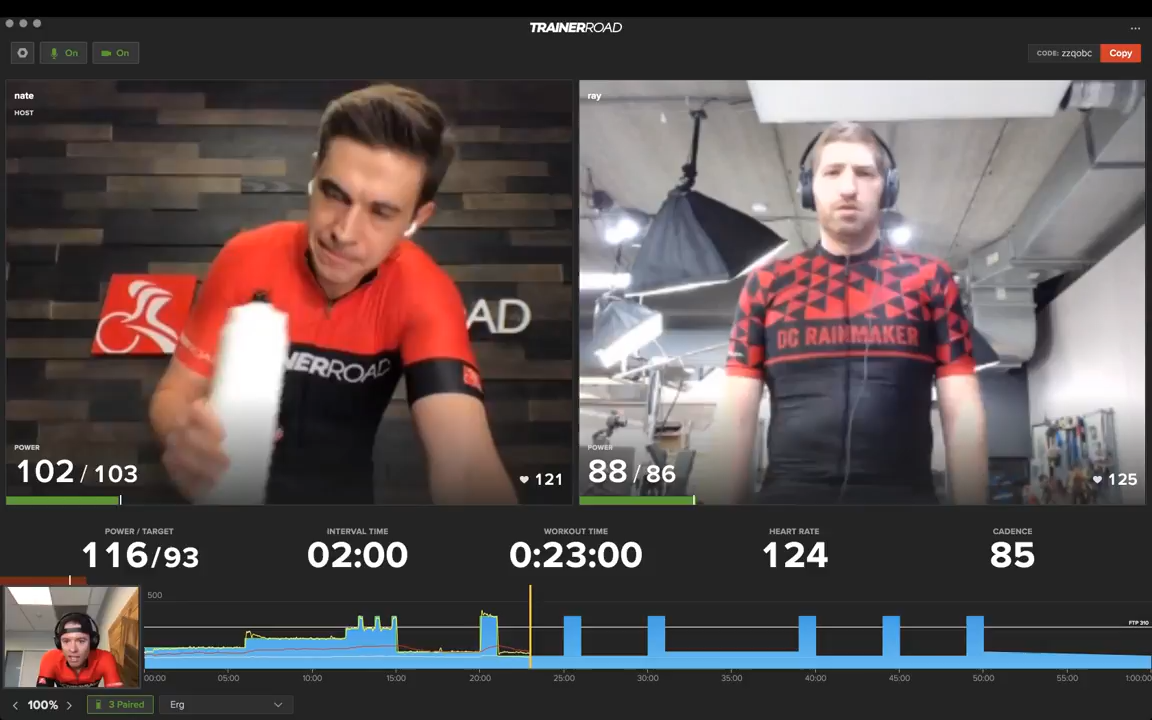 TRAINERROAD
...
On
On
CODE: zzqobc
Copy
nate
HOST
ray
AD
NERROAD
DC RAINMAKER
POWER
102 / 103
121
POWER
88 / 86
125
POWER / TARGET
116/93
INTERVAL TIME
02:00
WORKOUT TIME
0:23:00
HEART RATE
124
CADENCE
85
500
FTP 310
00:00
05:00
10:00
15:00
20:00
25:00
30:00
35:00
40:00
45:00
50:00
55:00
1:00:00
< 100% >
3 Paired
Erg